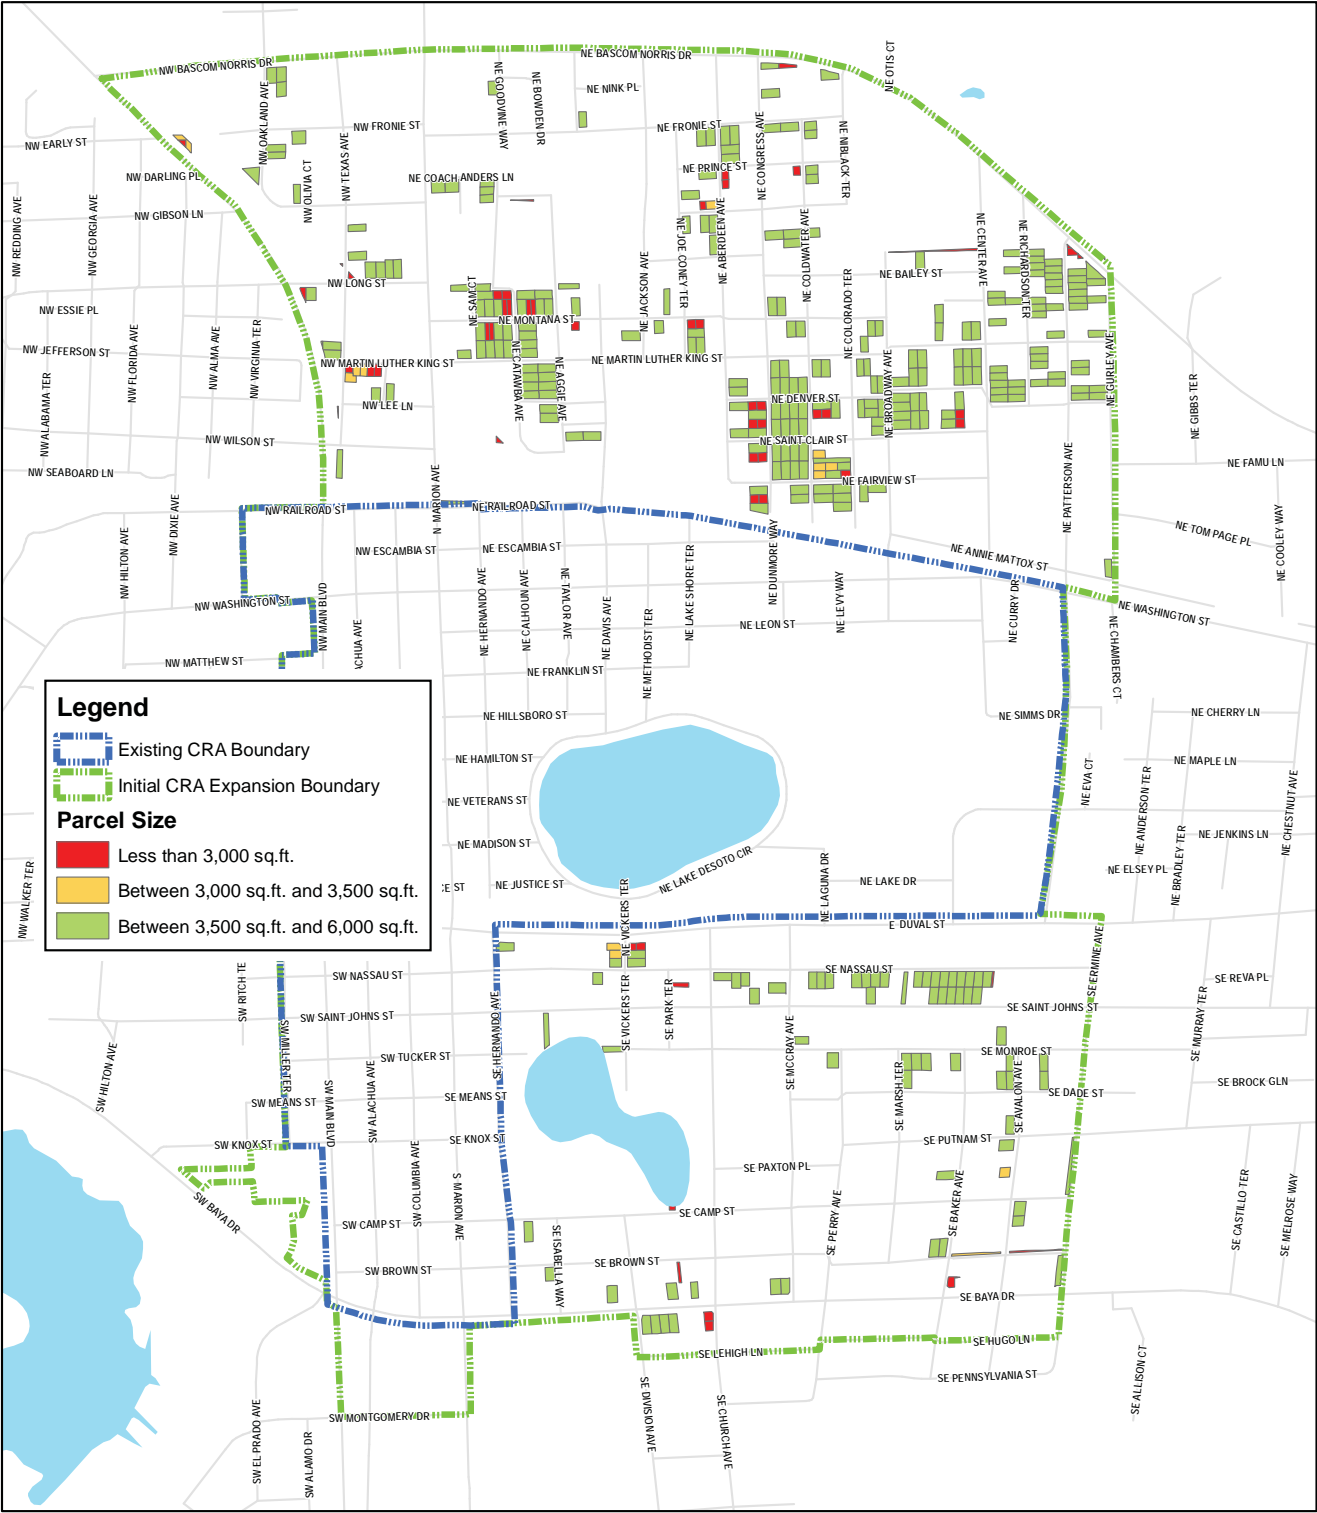 NE OTIS CT
NW BASCOM NORRIS DR
NE BASCOM NORRIS DR
NE GOODVINE WAY
NE BOWDEN DR
NE NINK PL
NW OAKLAND AVE
NW FRONIE ST
NE FRONIE ST
NE CONGRESS AVE
NE NIBLACK TER
NW EARLY ST
NW TEXAS AVE
NW OLIVIA CT
NW DARLING PL
NE COACH ANDERS LN
NE PRINCE ST
NW REDDING AVE
NW GEORGIA AVE
NW GIBSON LN
NE JOE CONEY TER
NE ABERDEEN AVE
NE COLDWATER AVE
NE CENTER AVE
NE RICHARDSON TER
NE JACKSON AVE
NE COLORADO TER
NE BAILEY ST
NW LONG ST
NE SAM CT
NW ESSIE PL
NE MONTANA ST
NW FLORIDA AVE
NW ALMA AVE
NW VIRGINIA TER
NW JEFFERSON ST
NW MARTIN LUTHER KING ST
NE MARTIN LUTHER KING ST
NE CATAWBA AVE
NE AGGIE AVE
NE BROADWAY AVE
NE GURLEY AVE
NE GIBBS TER
NW ALABAMA TER
NW LEE LN
NE DENVER ST
NW WILSON ST
NE SAINT CLAIR ST
NE PATTERSON AVE
NW SEABOARD LN
NE FAIRVIEW ST
NE FAMU LN
N MARION AVE
NW RAILROAD ST
NE RAILROAD ST
NW DIXIE AVE
NW HILTON AVE
NE DUNMORE WAY
NE TOM PAGE PL
NE COOLEY WAY
NW ESCAMBIA ST
NE ESCAMBIA ST
NE ANNIE MATTOX ST
NE HERNANDO AVE
NE CALHOUN AVE
NE TAYLOR AVE
NE DAVIS AVE
NE METHODIST TER
NE LAKE SHORE TER
NE LEVY WAY
NE CURRY DR
NW WASHINGTON ST
NE WASHINGTON ST
NW MAIN BLVD
CHUA AVE
NE LEON ST
NE CHAMBERS CT
NW MATTHEW ST
NE FRANKLIN ST
NE HILLSBORO ST
NE SIMMS DR
NE CHERRY LN
NE HAMILTON ST
NE EVA CT
NE MAPLE LN
NE ANDERSON TER
NE CHESTNUT AVE
NE VETERANS ST
NE MADISON ST
NE BRADLEY TER
NE JENKINS LN
NE LAKE DESOTO CIR
NE LAGUNA DR
NE ELSEY PL
NW WALKER TER
CE ST
NE JUSTICE ST
NE VICKERS TER
NE LAKE DR
Legend
Existing CRA Boundary
Initial CRA Expansion Boundary
Parcel Size
Less than 3,000 sq.ft.
Between 3,000 sq.ft. and 3,500 sq.ft.
Between 3,500 sq.ft. and 6,000 sq.ft.
E DUVAL ST
SE ERMINE AVE
SW RITCH TE
SW NASSAU ST
SE NASSAU ST
SE REVA PL
SE HERNANDO AVE
SE VICKERS TER
SE PARK TER
SW SAINT JOHNS ST
SE SAINT JOHNS ST
SE MURRAY TER
SW HILTON AVE
SW MILLER TER
SW TUCKER ST
SE MCCRAY AVE
SE MONROE ST
SE MARSH TER
SE AVALON AVE
SE BROCK GLN
SE DADE ST
SW MEANS ST
SE MEANS ST
SW MAIN BLVD
SW ALACHUA AVE
SW KNOX ST
SE KNOX ST
SE PUTNAM ST
SW COLUMBIA AVE
S MARION AVE
SE PAXTON PL
SE PERRY AVE
SE BAKER AVE
SW CASTILLO TER
SE MELROSE WAY
SW BAYA DR
SW CAMP ST
SE CAMP ST
SE ISABELLA WAY
SW BROWN ST
SE BROWN ST
SE BAYA DR
SE HUGO LN
SE LEHIGH LN
SE ALLISON CT
SE PENNSYLVANIA ST
SE DIVISION AVE
SE CHURCH AVE
SW MONTGOMERY DR
SW EL PRADO AVE
SW ALAMO DR